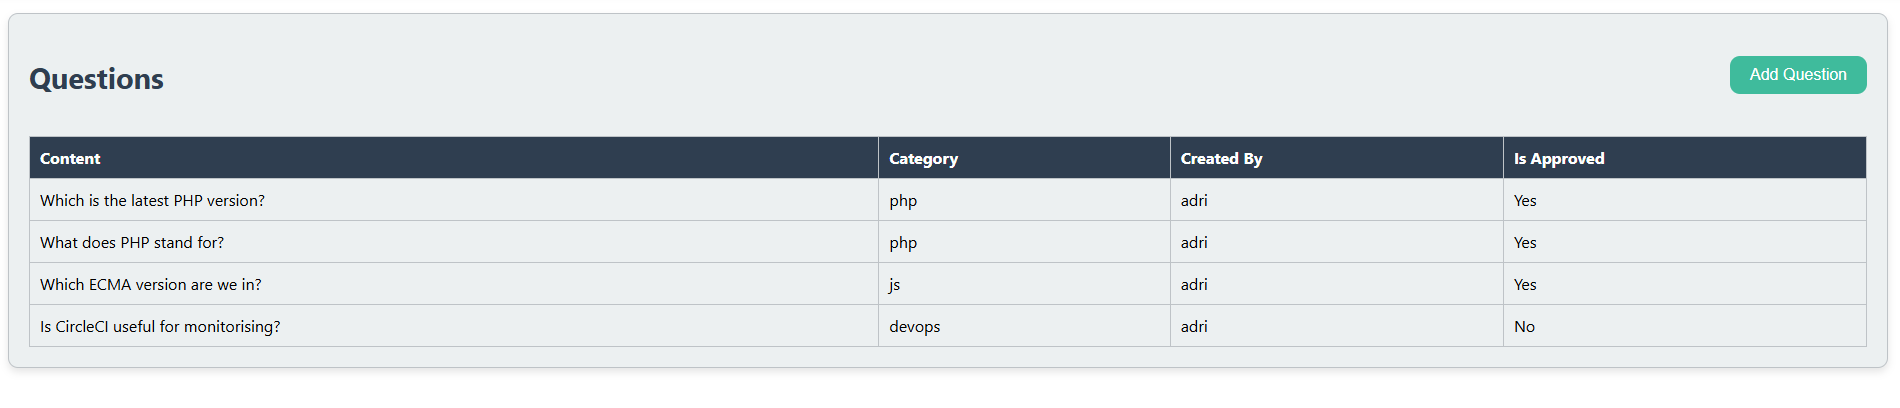 Questions
Add Question
Content Category Created By Is Approved
Which is the latest PHP version? php adri Yes
What does PHP stand for? php adri Yes
Which ECMA version are we in? js adri Yes
Is CircleCI useful for monitorising? devops adri No